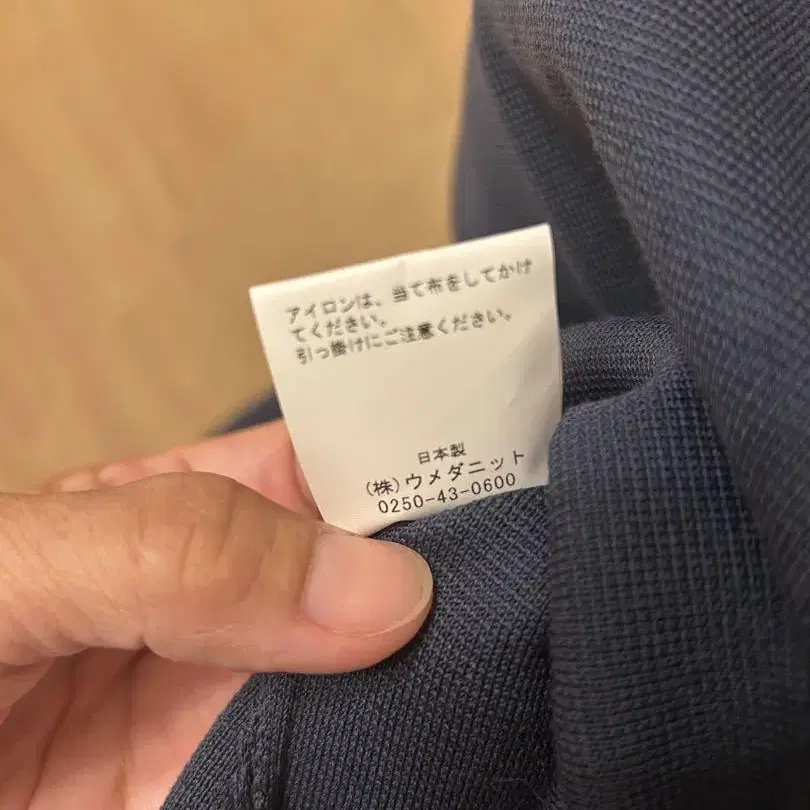 アイロンは、当て布をしてかけ
てください。
引っ掛けにご注意ください。
日本製
(株)ウメダニット
0250-43-0600